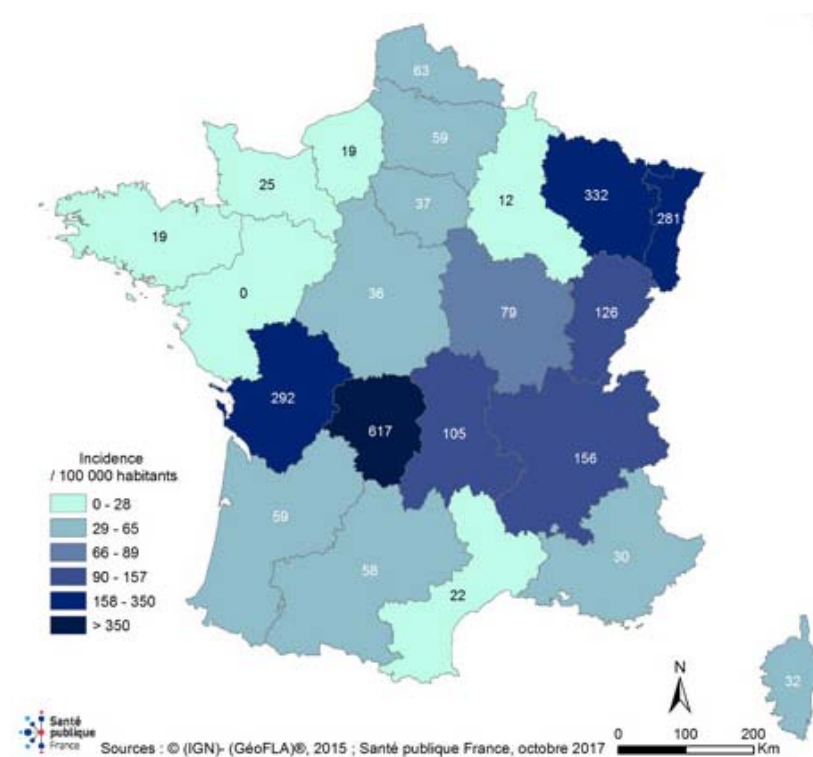 63
59
19
25
37
12
332
281
19
0
36
79
126
292
617
105
156
59
58
22
30
32
Incidence
/ 100 000 habitants
0 - 28
29 - 65
66 - 89
90 - 157
158 - 350
> 350
N
Santé
publique
France
Sources : © (IGN)- (GéoFLA)®, 2015 ; Santé publique France, octobre 2017
0 100 200
Km